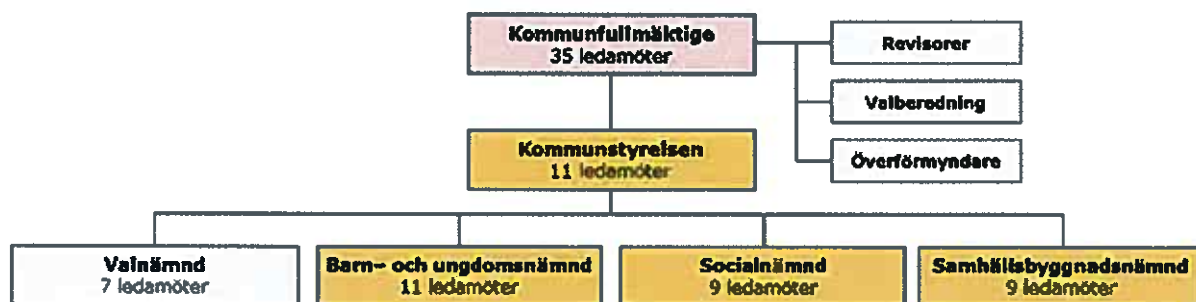 Kommunfullmäktige
35 ledamöter
Revisorer
Valberedning
Överförmyndare
Kommunstyrelsen
11 ledamöter
Valnämnd
7 ledamöter
Barn- och ungdomsnämnd
11 ledamöter
Socialnämnd
9 ledamöter
Samhällsbyggnadsnämnd
9 ledamöter